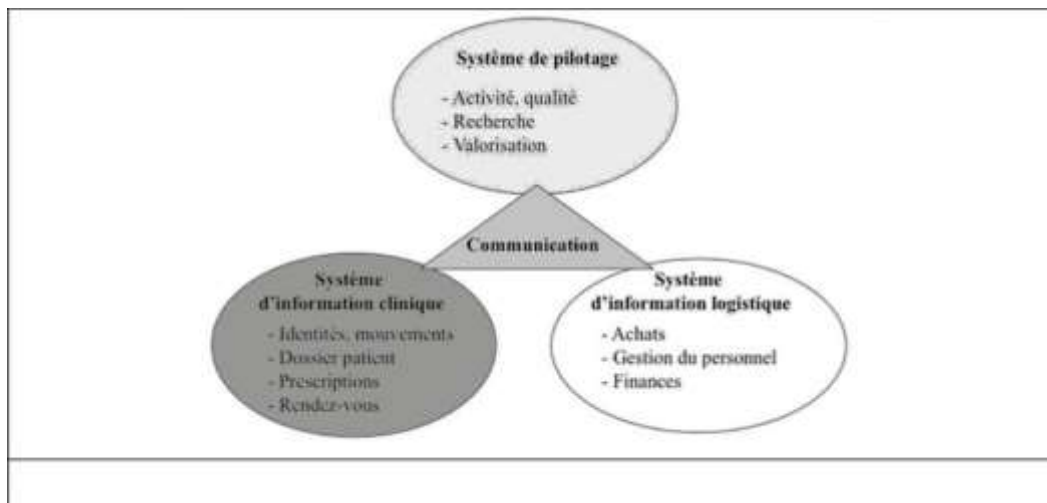 Système de pilotage
- Activité, qualité
- Recherche
- Valorisation
Communication
Système
d'information clinique
- Identités, mouvements
- Dossier patient
- Prescriptions
- Rendez-vous
Système
d'information logistique
- Achats
- Gestion du personnel
- Finances